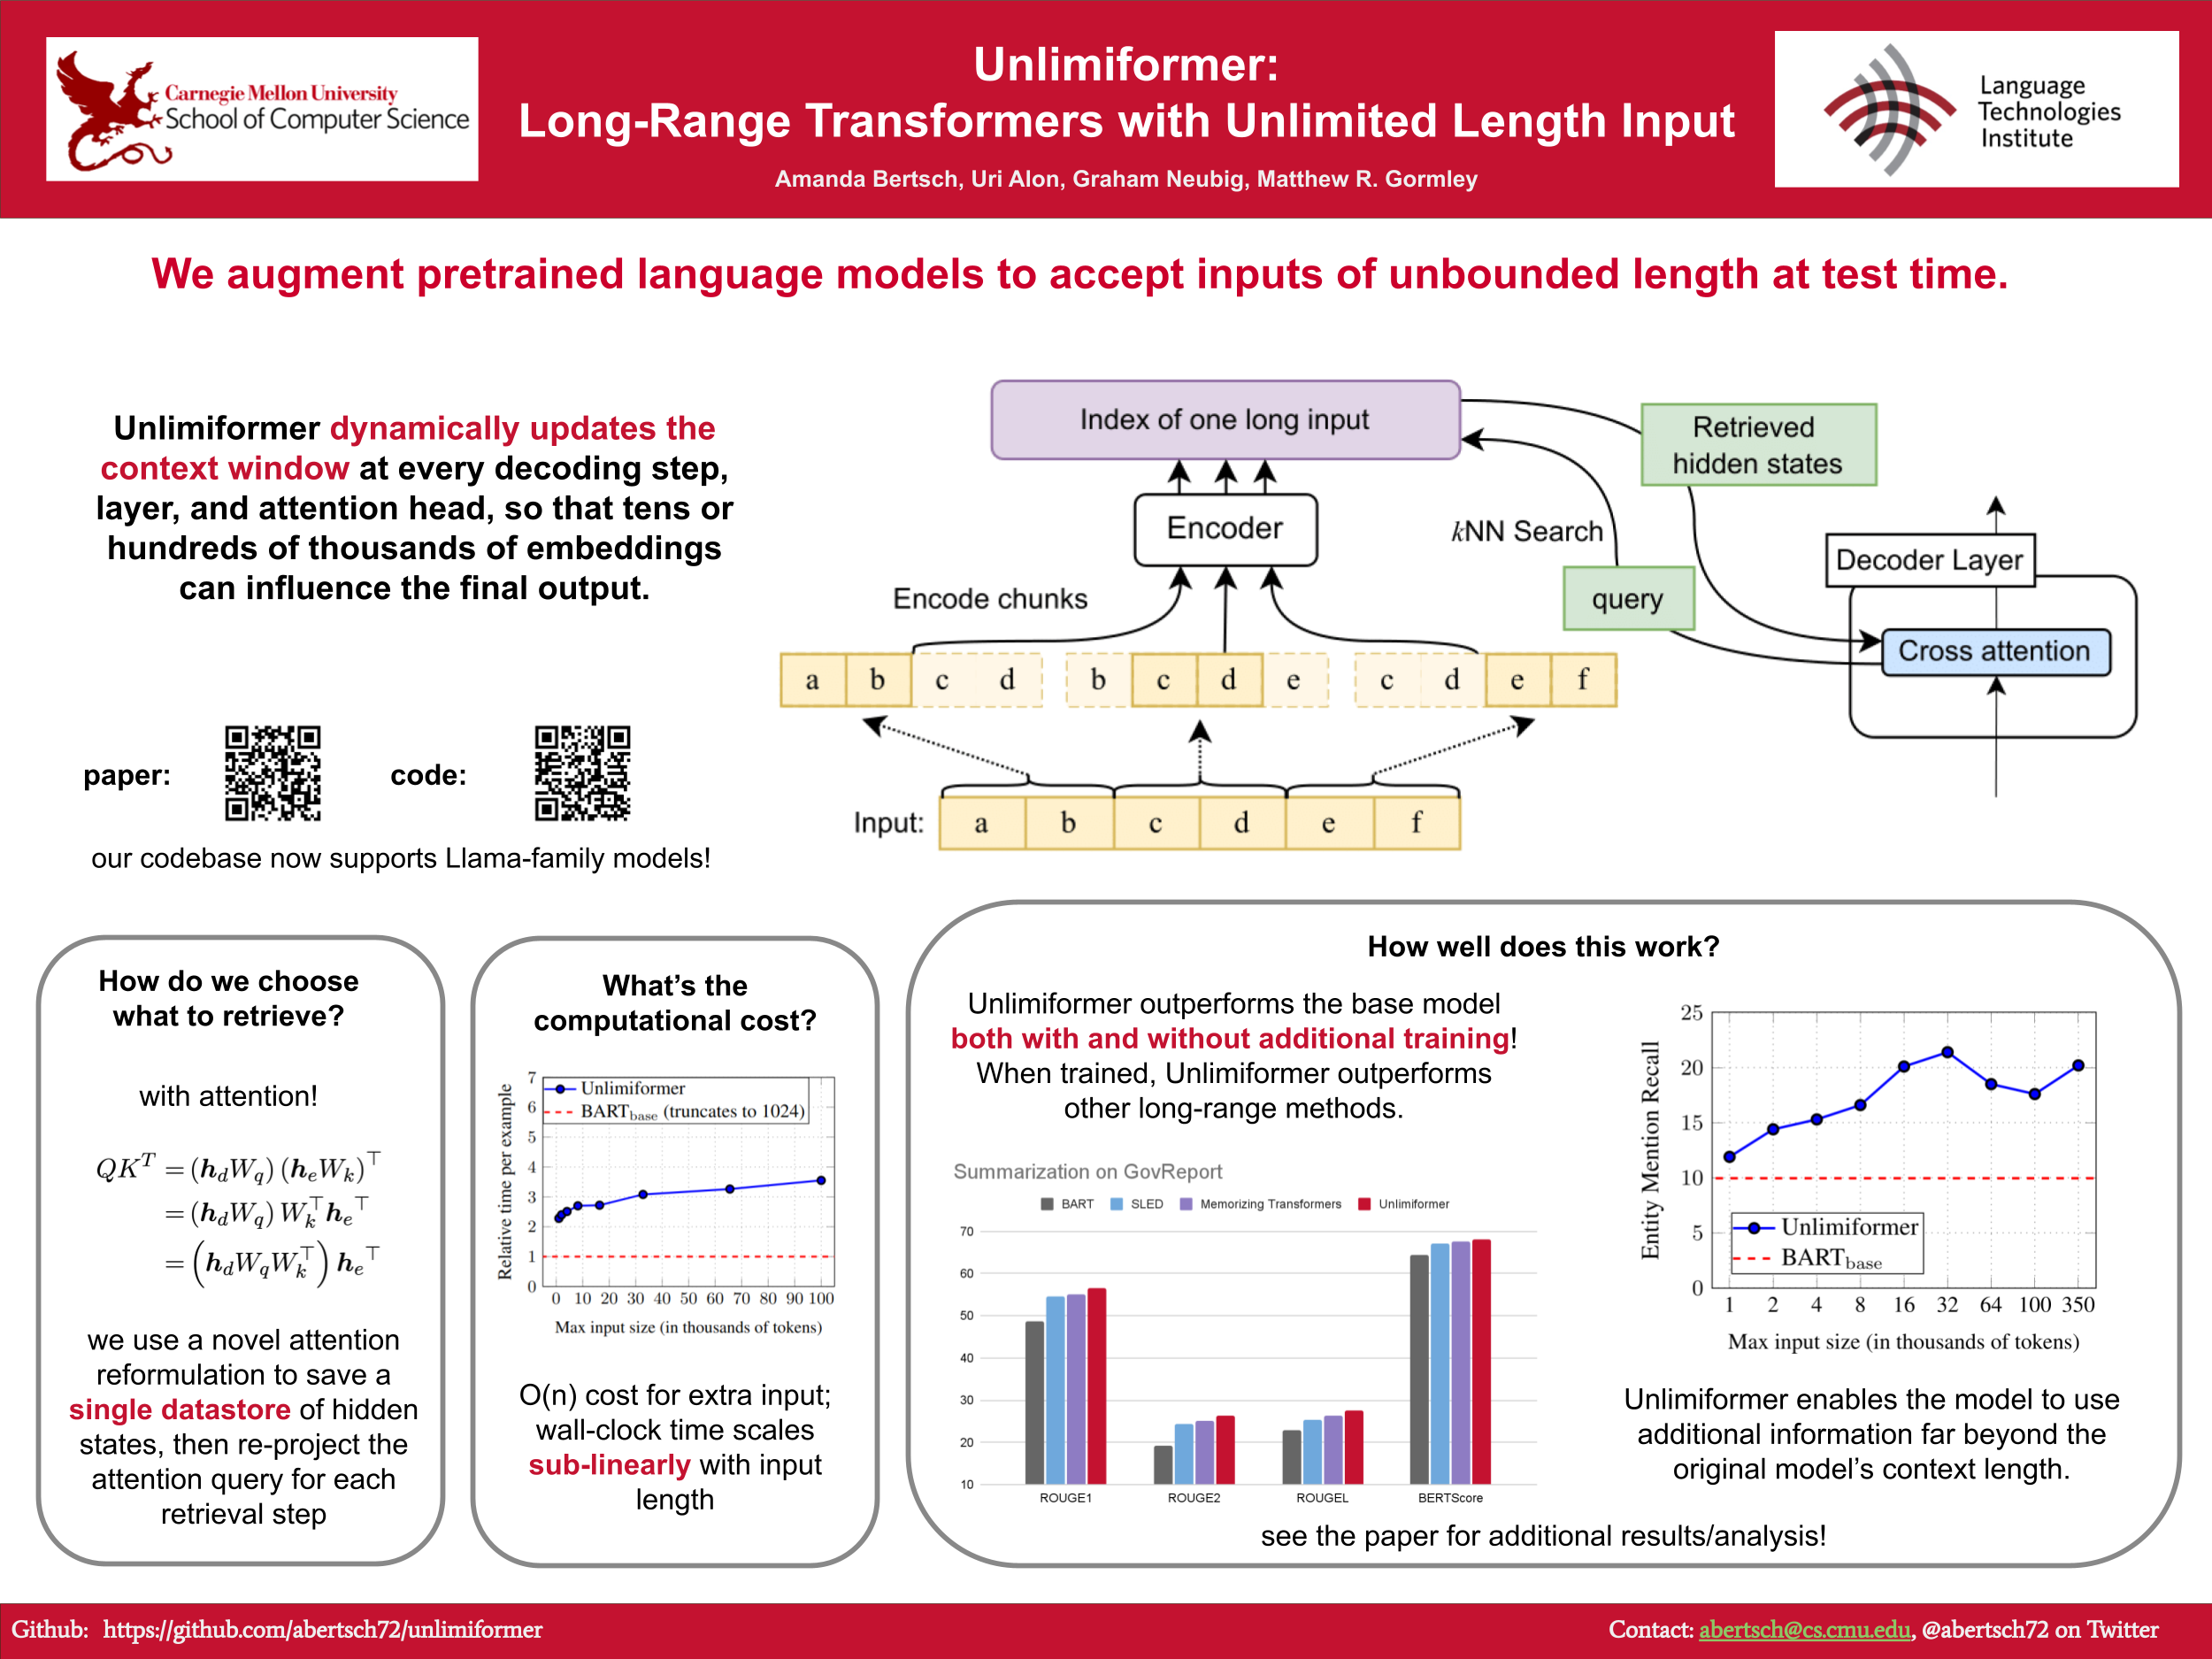 Carnegie Mellon University
School of Computer Science
Unlimiformer:
Long-Range Transformers with Unlimited Length Input
Amanda Bertsch, Uri Alon, Graham Neubig, Matthew R. Gormley
Language
Technologies
Institute
We augment pretrained language models to accept inputs of unbounded length at test time.
Unlimiformer dynamically updates the
context window at every decoding step,
layer, and attention head, so that tens or
hundreds of thousands of embeddings
can influence the final output.
paper:
code:
our codebase now supports Llama-family models!
Index of one long input
Retrieved
hidden states
Encoder
kNN Search
Decoder Layer
Encode chunks
query
Cross attention
a b c d b c d e c d e f
Input: a b c d e f
How do we choose
what to retrieve?
with attention!
QK^T = (h_d W_q) (h_e W_k)^⊤
= (h_d W_q) W_k^⊤ h_e^⊤
= (h_d W_q W_k^⊤) h_e^⊤
we use a novel attention
reformulation to save a
single datastore of hidden
states, then re-project the
attention query for each
retrieval step
What's the
computational cost?
Relative time per example
7
6
5
4
3
2
1
0
Unlimiformer
BART_base (truncates to 1024)
0 10 20 30 40 50 60 70 80 90 100
Max input size (in thousands of tokens)
O(n) cost for extra input;
wall-clock time scales
sub-linearly with input
length
How well does this work?
Unlimiformer outperforms the base model
both with and without additional training!
When trained, Unlimiformer outperforms
other long-range methods.
Summarization on GovReport
BART SLED Memorizing Transformers Unlimiformer
70
60
50
40
30
20
10
ROUGE1 ROUGE2 ROUGEL BERTScore
Entity Mention Recall
25
20
15
10
5
0
Unlimiformer
BART_base
1 2 4 8 16 32 64 100 350
Max input size (in thousands of tokens)
Unlimiformer enables the model to use
additional information far beyond the
original model's context length.
see the paper for additional results/analysis!
Github: https://github.com/abertsch72/unlimiformer
Contact: abertsch@cs.cmu.edu, @abertsch72 on Twitter